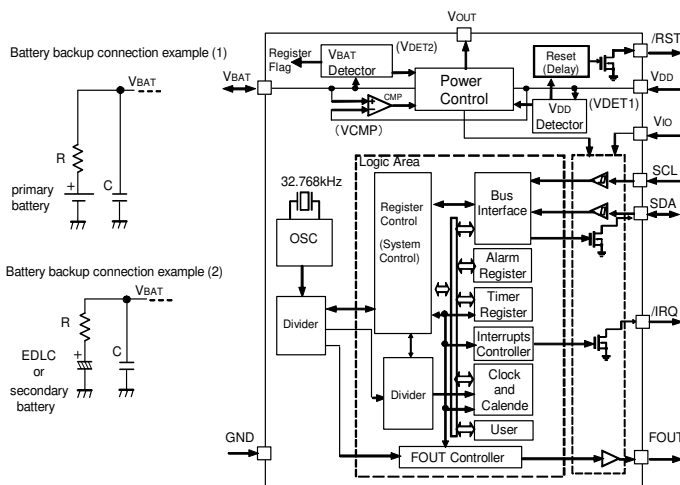 Battery backup connection example (1)
VBAT
R
+
C
primary
battery
Battery backup connection example (2)
VBAT
R
+
C
EDLC
or
secondary
battery
VOUT
/RST
Register
Flag
VBAT
Detector
(VDET2)
Reset
(Delay)
VBAT
Power
Control
VDD
CMP
+
−
(VCMP)
VDD
Detector
(VDET1)
VIO
Logic Area
32.768kHz
OSC
Register
Control
(System
Control)
Bus
Interface
SCL
SDA
Alarm
Register
Divider
Timer
Register
/IRQ
Interrupts
Controller
Divider
Clock
and
Calende
User
GND
FOUT Controller
FOUT